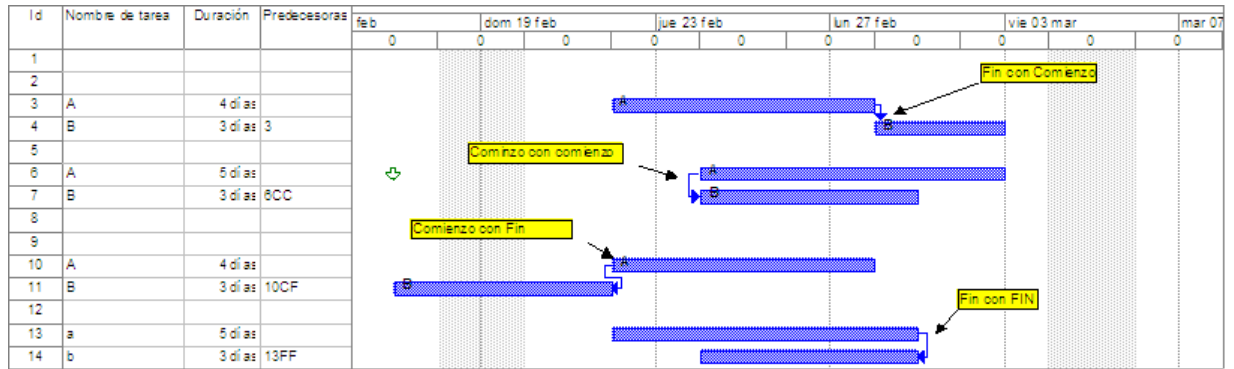 Id Nombre de tarea Duración Predecesoras feb dom 19 feb jue 23 feb lun 27 feb vie 03 mar mar 07
0 0 0 0 0 0 0 0 0 0
1
2 Fin con Comienzo
3 A 4 días A
4 B 3 días 3 B
5 Cominzo con comienzo
6 A 5 días A
7 B 3 días 6CC B
8
Comienzo con Fin
9
10 A 4 días A
11 B 3 días 10CF B
12 Fin con FIN
13 a 5 días
14 b 3 días 13FF